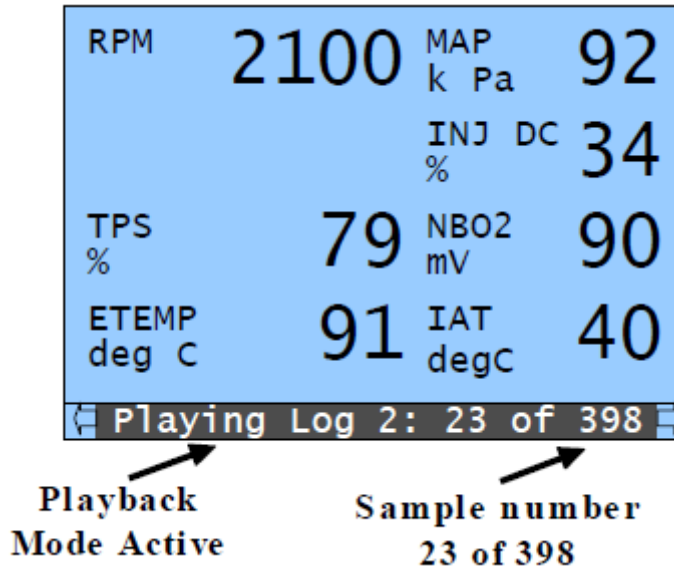 RPM 2100 MAP k Pa 92
INJ DC % 34
TPS % 79 NBO2 mV 90
ETEMP deg C 91 IAT degC 40
Playing Log 2: 23 of 398
Playback Sample number
Mode Active 23 of 398